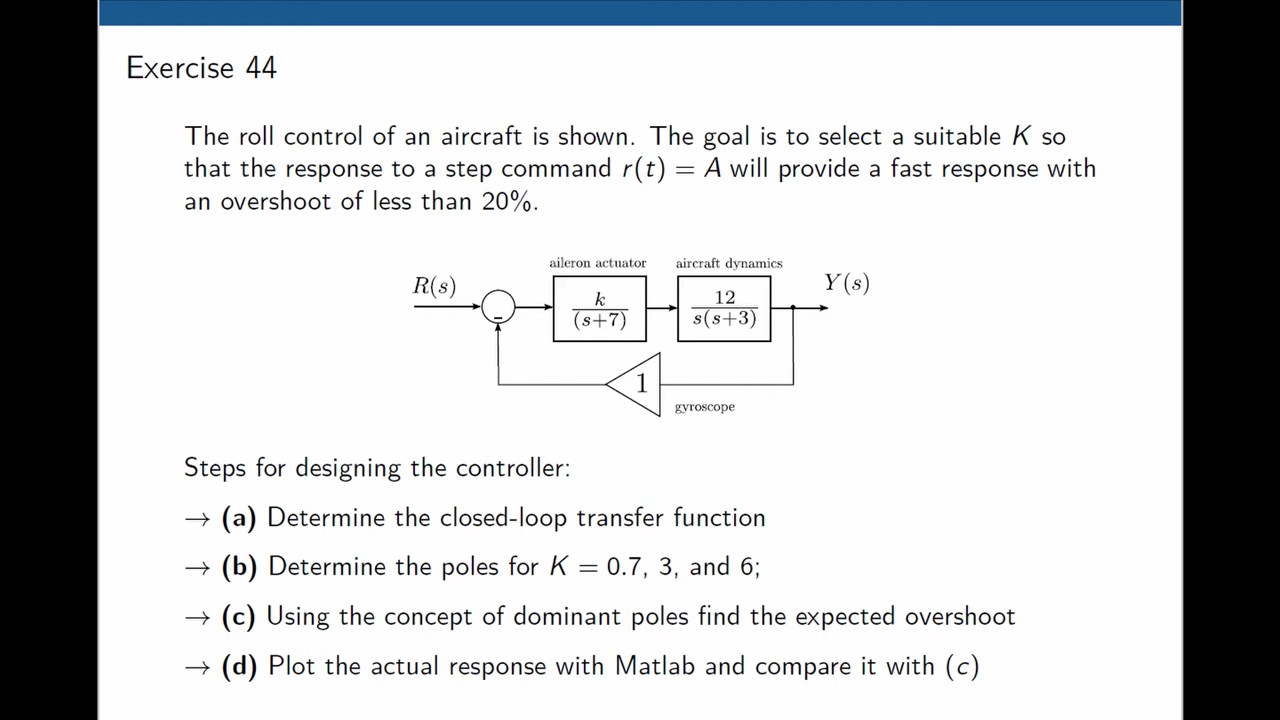 Exercise 44
The roll control of an aircraft is shown. The goal is to select a suitable K so
that the response to a step command r(t) = A will provide a fast response with
an overshoot of less than 20%.
aileron actuator aircraft dynamics
R(s) Y(s)
k 12
(s+7) s(s+3)
-
1
gyroscope
Steps for designing the controller:
→ (a) Determine the closed-loop transfer function
→ (b) Determine the poles for K = 0.7, 3, and 6;
→ (c) Using the concept of dominant poles find the expected overshoot
→ (d) Plot the actual response with Matlab and compare it with (c)